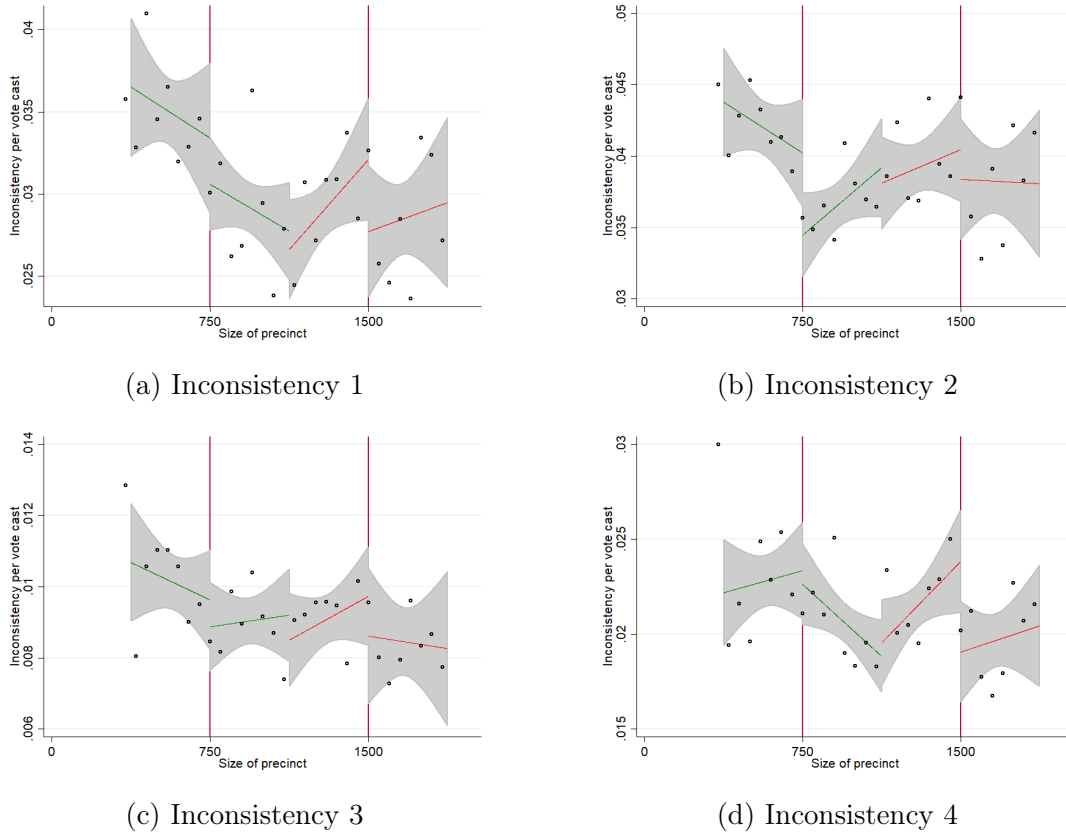 .04
.035
.03
.025
Inconsistency per vote cast
0
750
1500
Size of precinct
(a) Inconsistency 1
.05
.045
.04
.035
.03
Inconsistency per vote cast
0
750
1500
Size of precinct
(b) Inconsistency 2
.014
.012
.01
.008
.006
Inconsistency per vote cast
0
750
1500
Size of precinct
(c) Inconsistency 3
.03
.025
.02
.015
Inconsistency per vote cast
0
750
1500
Size of precinct
(d) Inconsistency 4